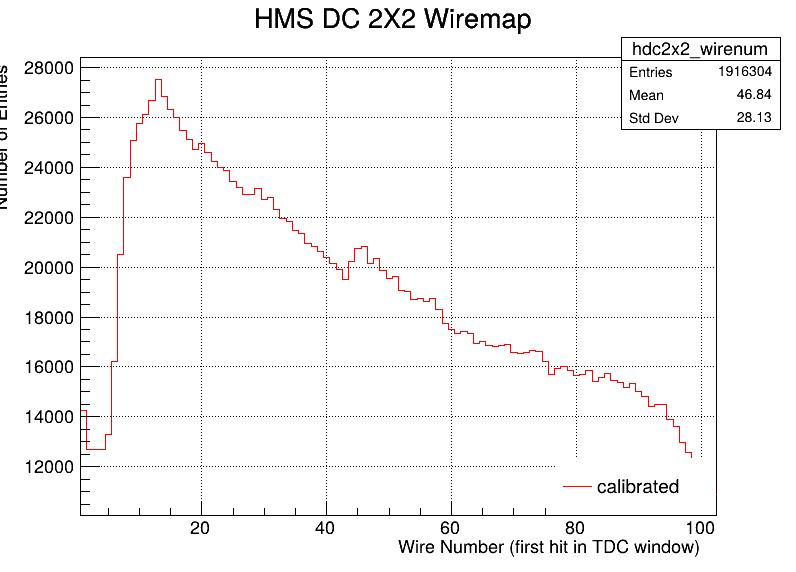 HMS DC 2X2 Wiremap
hdc2x2_wirenum
Entries 1916304
Mean 46.84
Std Dev 28.13
Number of Entries
28000
26000
24000
22000
20000
18000
16000
14000
12000
calibrated
20 40 60 80 100
Wire Number (first hit in TDC window)